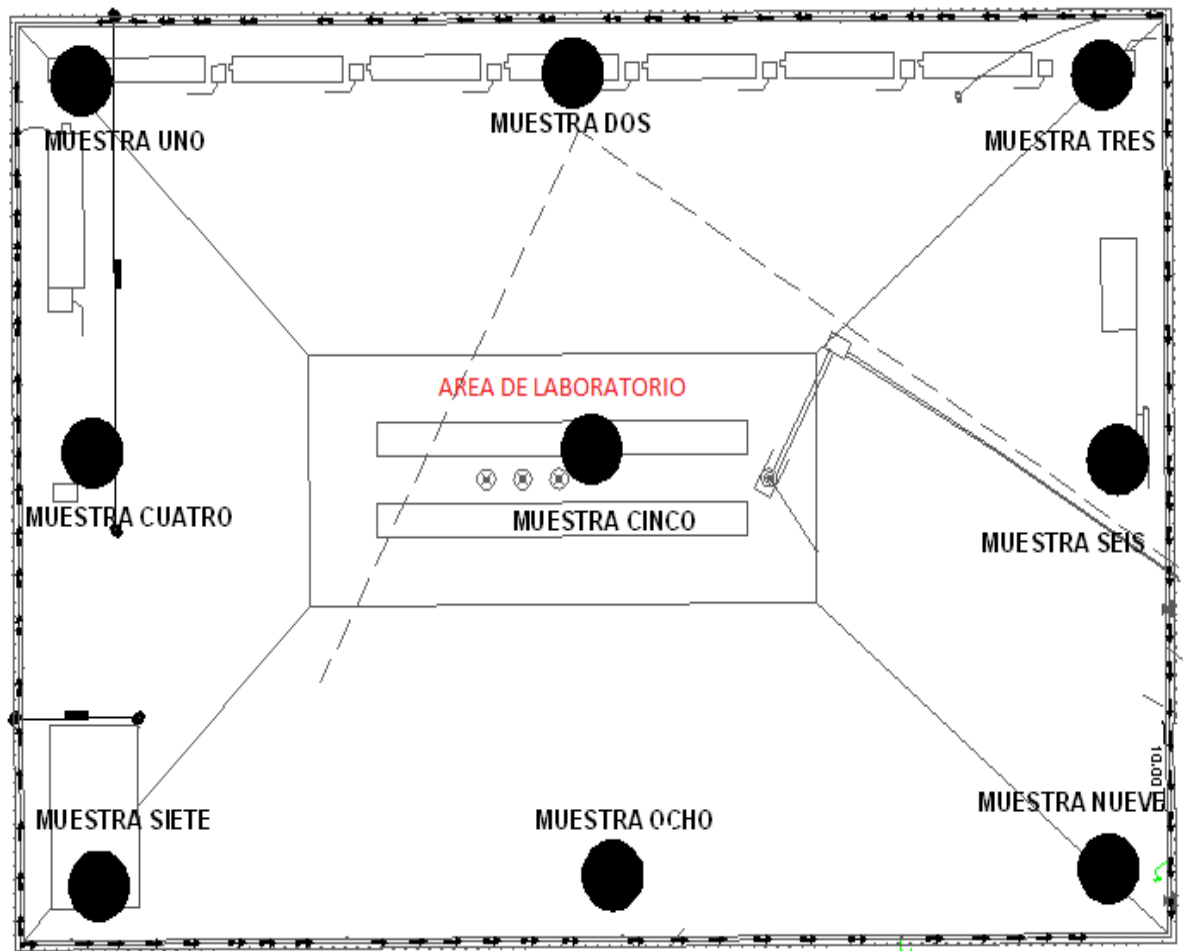 MUESTRA UNO
MUESTRA DOS
MUESTRA TRES
AREA DE LABORATORIO
MUESTRA CUATRO
MUESTRA CINCO
MUESTRA SEIS
10.00
MUESTRA SIETE
MUESTRA OCHO
MUESTRA NUEVE